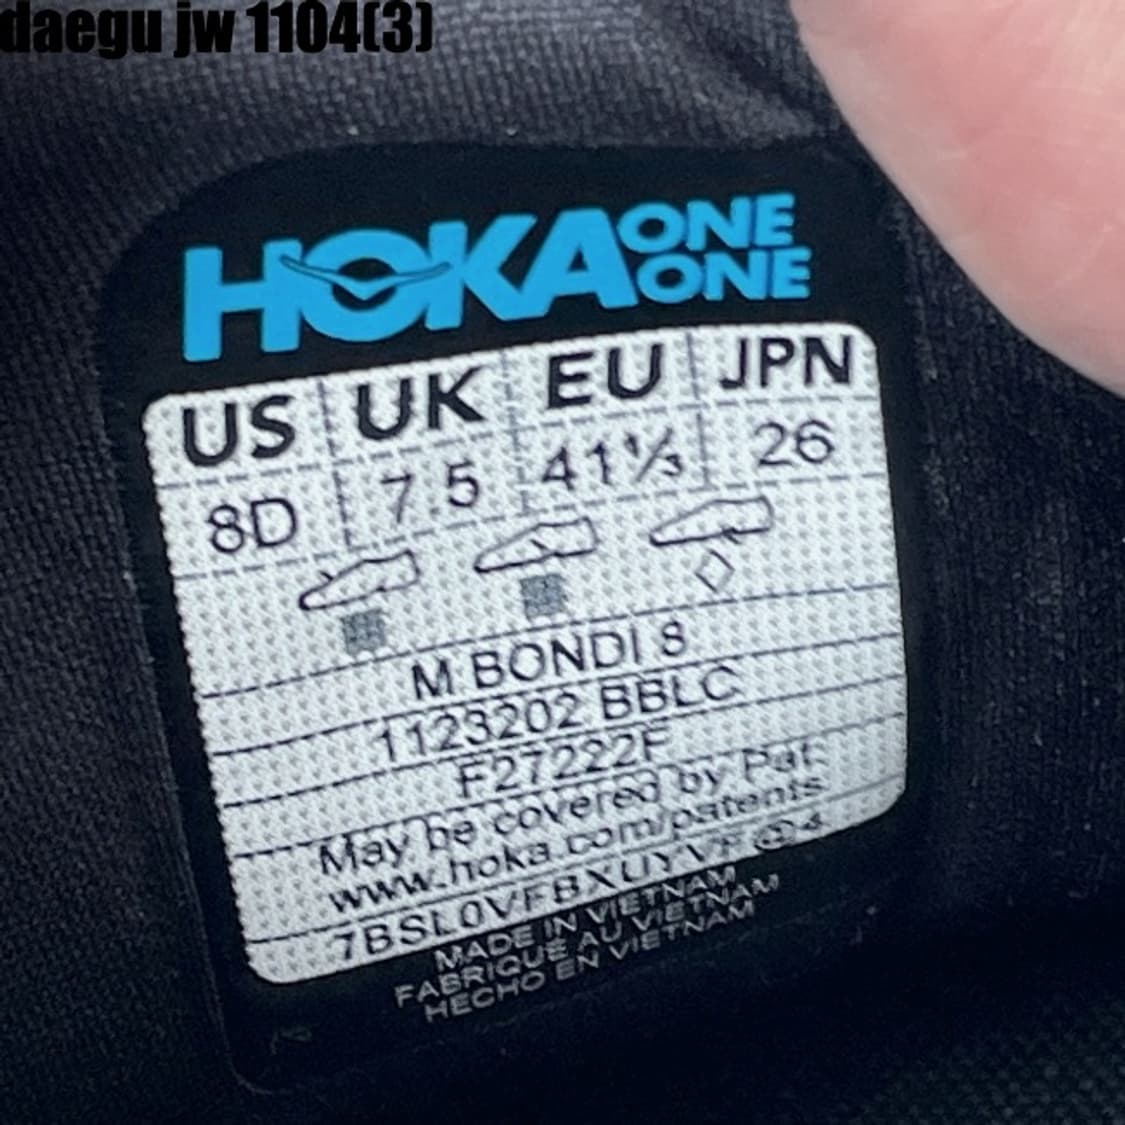 daegu jw 1104(3)
HOKA ONE ONE
US UK EU JPN
8D 7.5 41⅓ 26
M BONDI 8
1123202 BBLC
F27222F
May be covered by Pat.
www.hoka.com/patents
MADE IN VIETNAM
FABRIQUE AU VIETNAM
HECHO EN VIETNAM